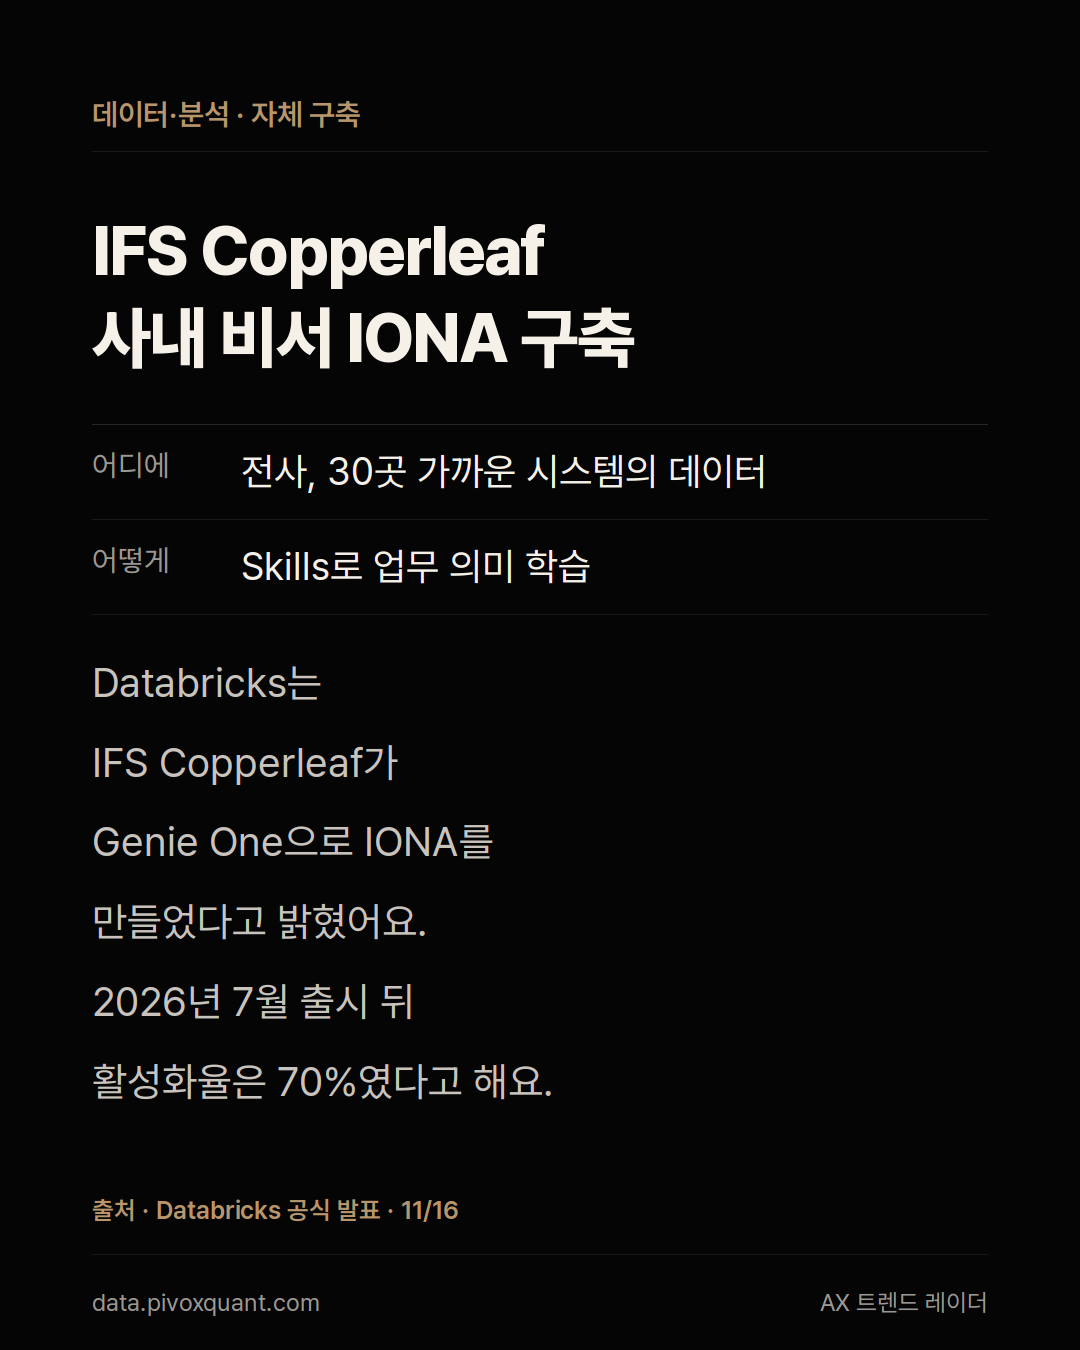 데이터·분석 · 자체 구축
IFS Copperleaf
사내 비서 IONA 구축
어디에 전사, 30곳 가까운 시스템의 데이터
어떻게 Skills로 업무 의미 학습
Databricks는
IFS Copperleaf가
Genie One으로 IONA를
만들었다고 밝혔어요.
2026년 7월 출시 뒤
활성화율은 70%였다고 해요.
출처 · Databricks 공식 발표 · 11/16
data.pivoxquant.com AX 트렌드 레이더